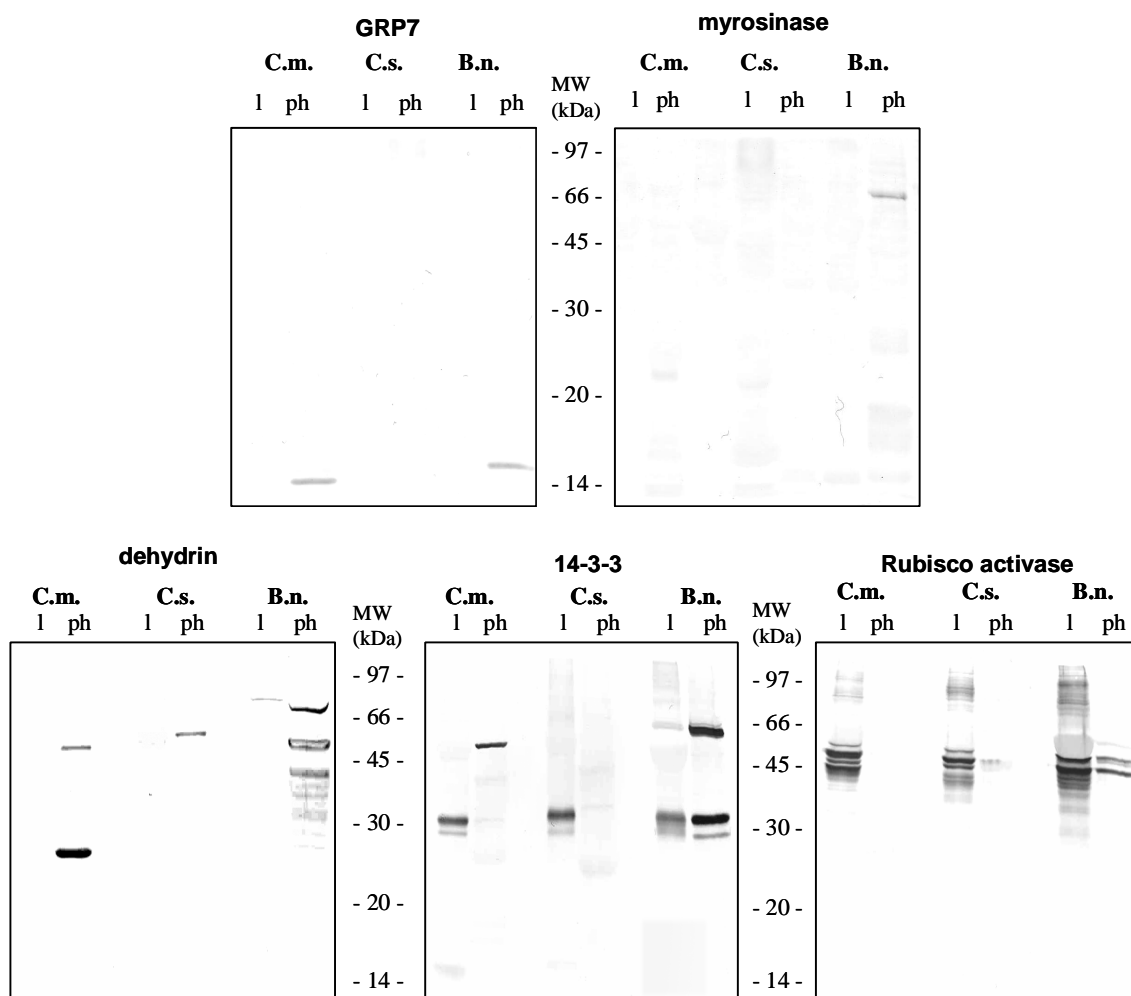 GRP7 myrosinase
C.m. C.s. B.n. C.m. C.s. B.n.
MW
(kDa)
l ph l ph l ph l ph l ph l ph
- 97 -
- 66 -
- 45 -
- 30 -
- 20 -
- 14 -
dehydrin 14-3-3 Rubisco activase
C.m. C.s. B.n. C.m. C.s. B.n. C.m. C.s. B.n.
MW MW
(kDa) (kDa)
l ph l ph l ph l ph l ph l ph l ph l ph l ph
- 97 - - 97 -
- 66 - - 66 -
- 45 - - 45 -
- 30 - - 30 -
- 20 - - 20 -
- 14 - - 14 -